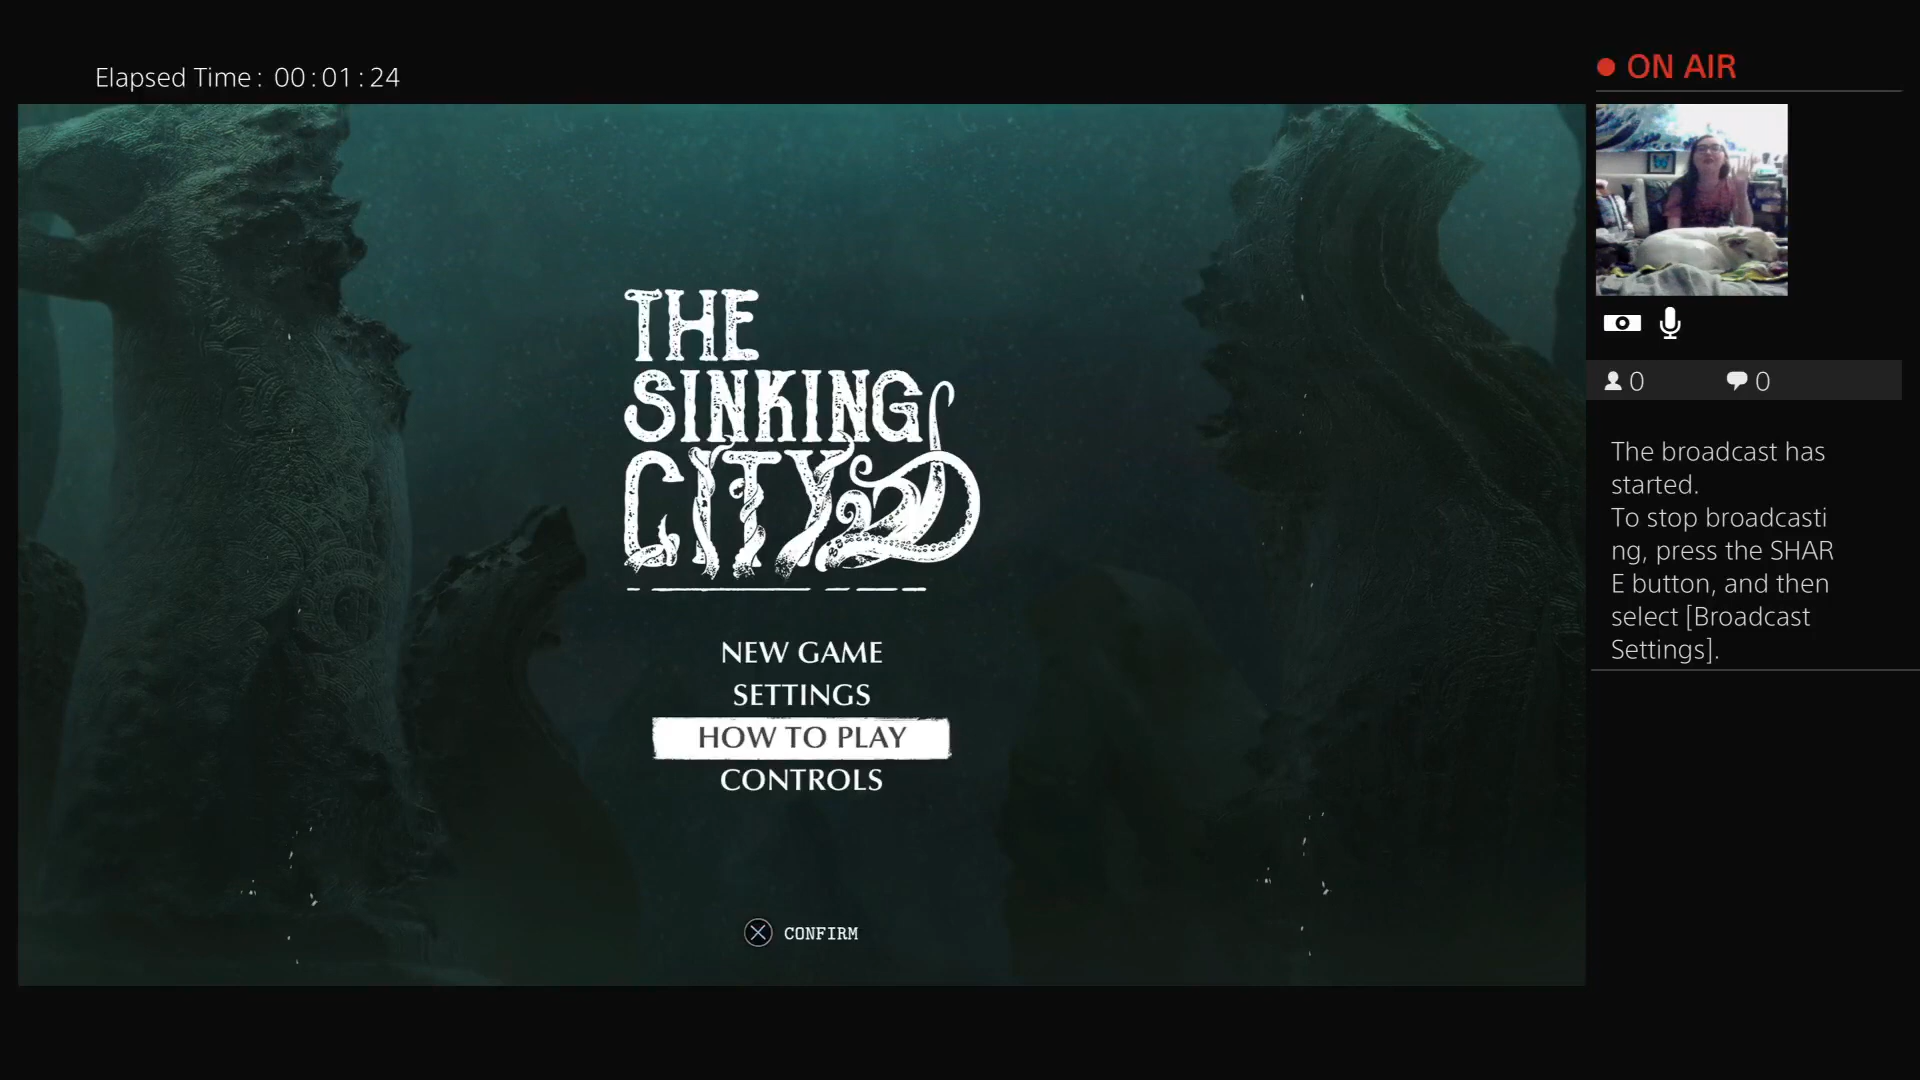 Elapsed Time: 00:01:24
ON AIR
THE
SINKING
CITY
NEW GAME
SETTINGS
HOW TO PLAY
CONTROLS
CONFIRM
0 0
The broadcast has
started.
To stop broadcasti
ng, press the SHAR
E button, and then
select [Broadcast
Settings].